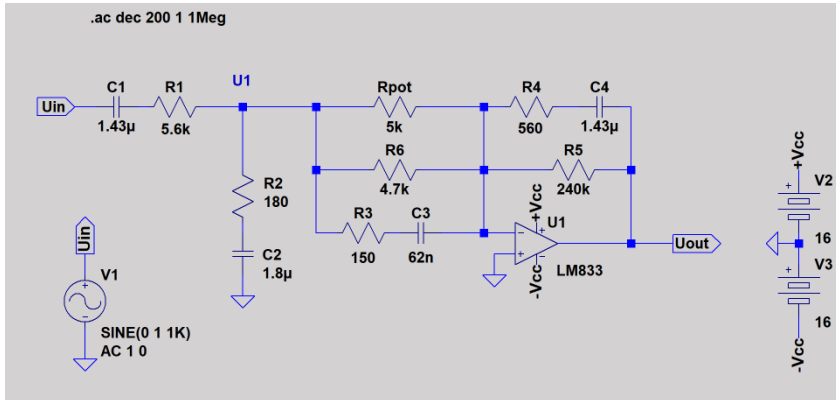 .ac dec 200 1 1Meg
C1
R1
U1
Rpot
R4
C4
Uin
1.43µ
5.6k
5k
560
1.43µ
R6
R5
4.7k
240k
R2
180
R3
C3
150
62n
+Vcc
U1
-Vcc
LM833
Uout
C2
1.8µ
Uin
V1
SINE(0 1 1K)
AC 1 0
+Vcc
V2
16
V3
16
-Vcc